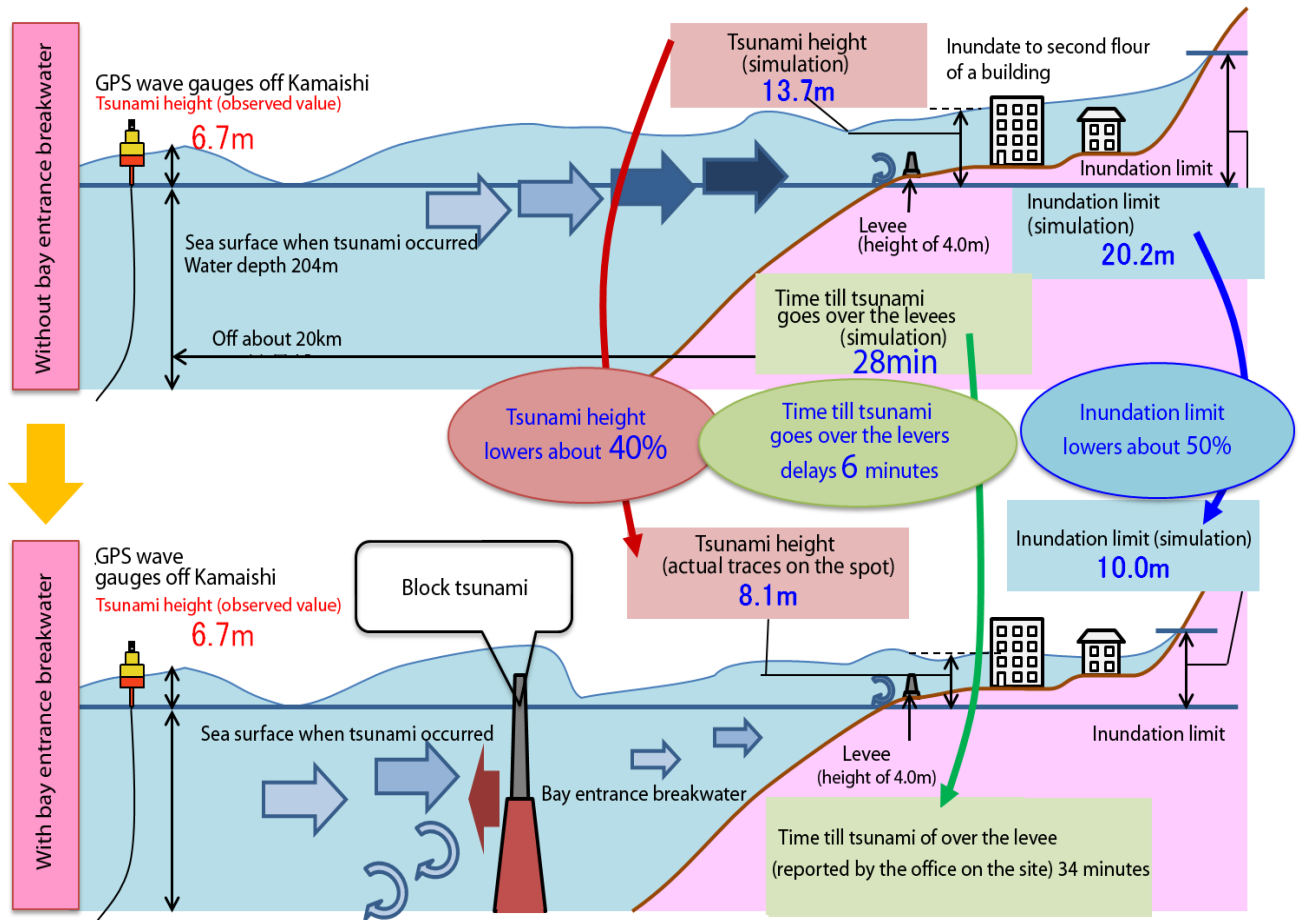 Without bay entrance breakwater
GPS wave gauges off Kamaishi
Tsunami height (observed value)
6.7m
Tsunami height
(simulation)
13.7m
Inundate to second flour
of a building
Inundation limit
Sea surface when tsunami occurred
Water depth 204m
Levee
(height of 4.0m)
Inundation limit
(simulation)
20.2m
Time till tsunami
goes over the levees
(simulation)
28min
Off about 20km
Tsunami height
lowers about 40%
Time till tsunami
goes over the levers
delays 6 minutes
Inundation limit
lowers about 50%
With bay entrance breakwater
GPS wave
gauges off Kamaishi
Tsunami height (observed value)
6.7m
Block tsunami
Tsunami height
(actual traces on the spot)
8.1m
Inundation limit (simulation)
10.0m
Sea surface when tsunami occurred
Bay entrance breakwater
Levee
(height of 4.0m)
Inundation limit
Time till tsunami of over the levee
(reported by the office on the site) 34 minutes